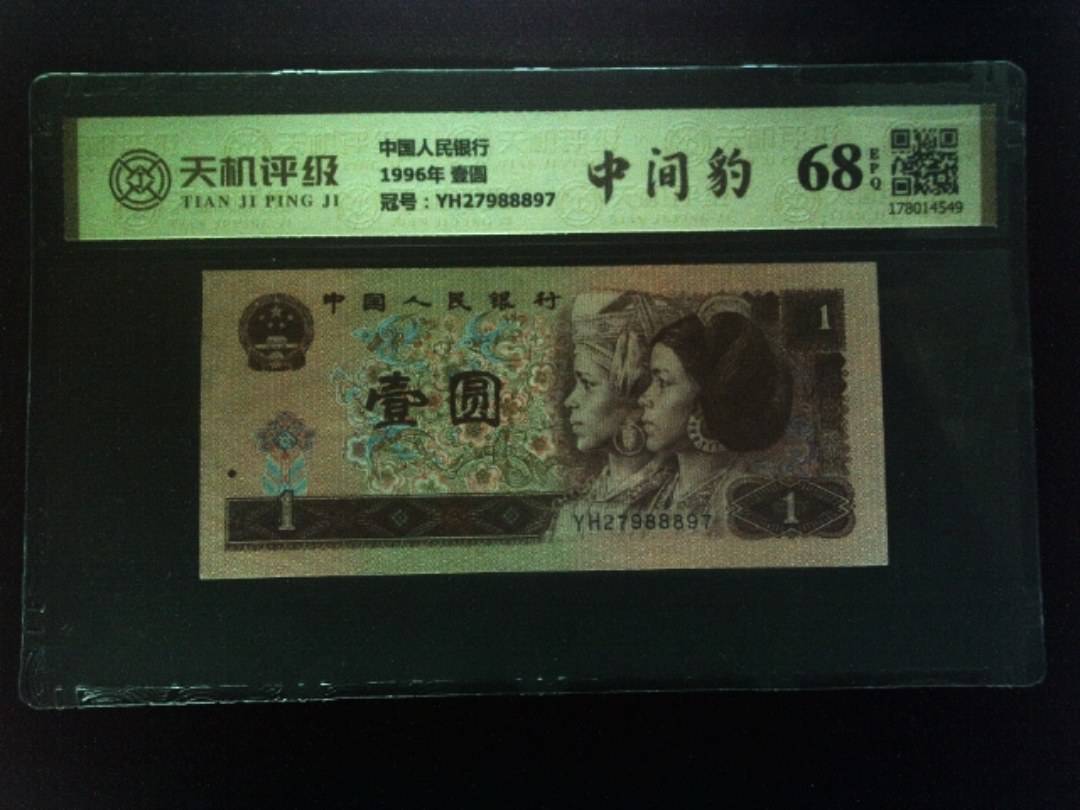 天机评级
TIAN JI PING JI
中国人民银行
1996年 壹圆
冠号：YH27988897
中间豹
68
EPQ
178014549
中国人民银行
1
壹圆
1
YH27988897
1